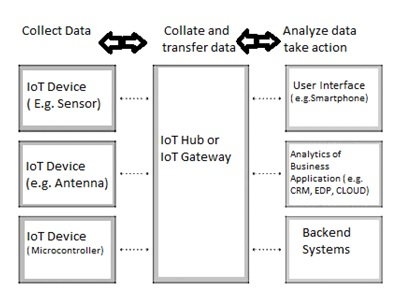 Collect Data
Collate and
transfer data
Analyze data
take action
IoT Device
( E.g. Sensor)
IoT Device
(e.g. Antenna)
IoT Device
( Microcontroller)
IoT Hub or
IoT Gateway
User Interface
( e.g.Smartphone)
Analytics of
Business
Application ( e.g.
CRM, EDP, CLOUD)
Backend
Systems